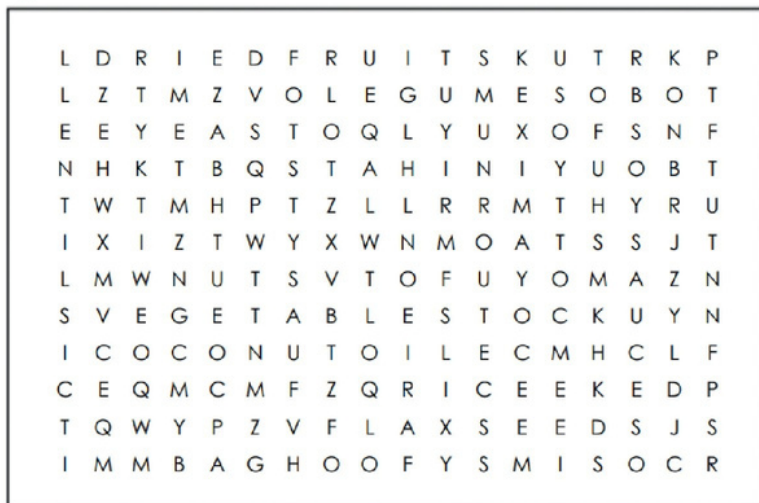 L D R I E D F R U I T S K U T R K P
L Z T M Z V O L E G U M E S O B O T
E E Y E A S T O Q L Y U X O F S N F
N H K T B Q S T A H I N I Y U O B T
T W T M H P T Z L L R R M T H Y R U
I X I Z T W Y X W N M O A T S S J T
L M W N U T S V T O F U Y O M A Z N
S V E G E T A B L E S T O C K U Y N
I C O C O N U T O I L E C M H C L F
C E Q M C M F Z Q R I C E E K E D P
T Q W Y P Z V F L A X S E E D S J S
I M M B A G H O O F Y S M I S O C R